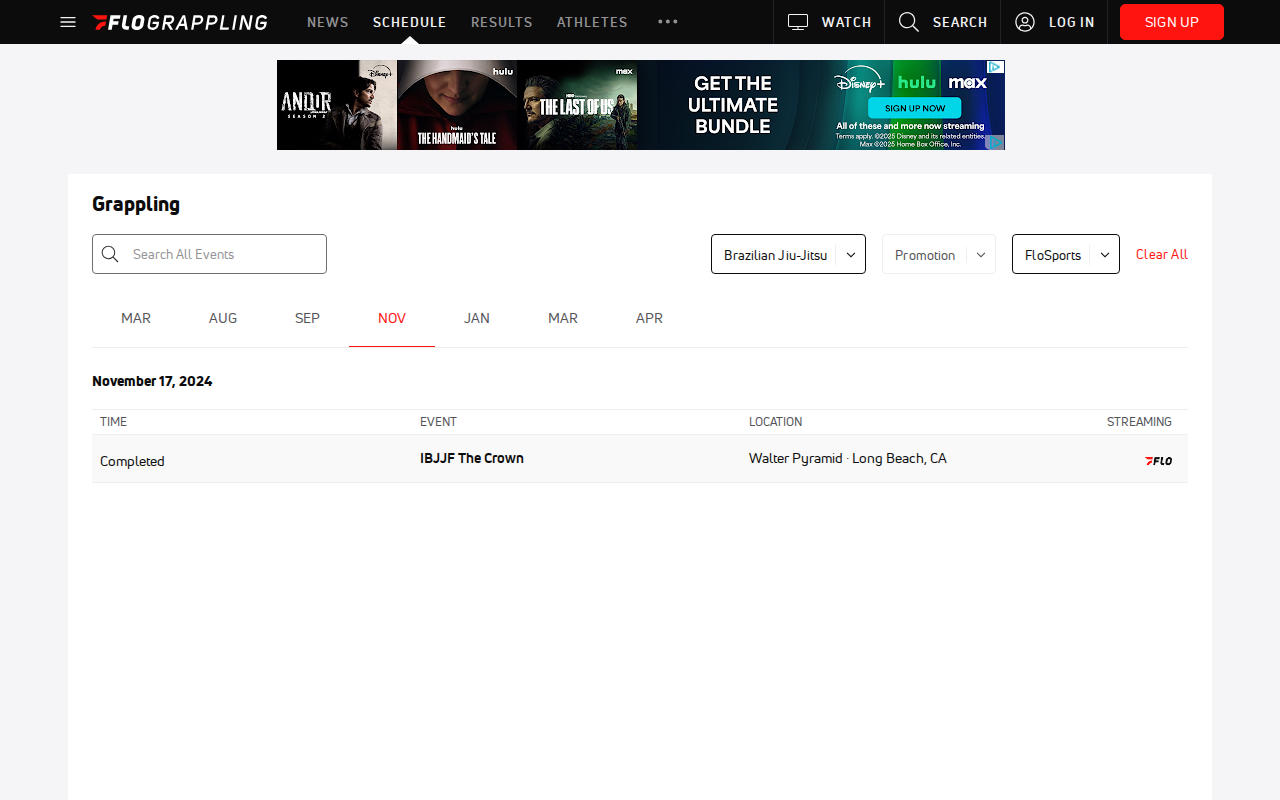 FLOGRAPPLING NEWS SCHEDULE RESULTS ATHLETES WATCH SEARCH LOG IN SIGN UP
ANDOR
SEASON 2
Disney+
hulu
hulu
THE HANDMAID'S TALE
max
THE LAST OF US
GET THE
ULTIMATE
BUNDLE
Disney+ hulu max
SIGN UP NOW
All of these and more now streaming
Terms apply. ©2025 Disney and its related entities.
Max ©2025 Home Box Office, Inc.
Grappling
Search All Events
Brazilian Jiu-Jitsu
Promotion
FloSports
Clear All
MAR AUG SEP NOV JAN MAR APR
November 17, 2024
TIME EVENT LOCATION STREAMING
Completed IBJJF The Crown Walter Pyramid · Long Beach, CA FLO